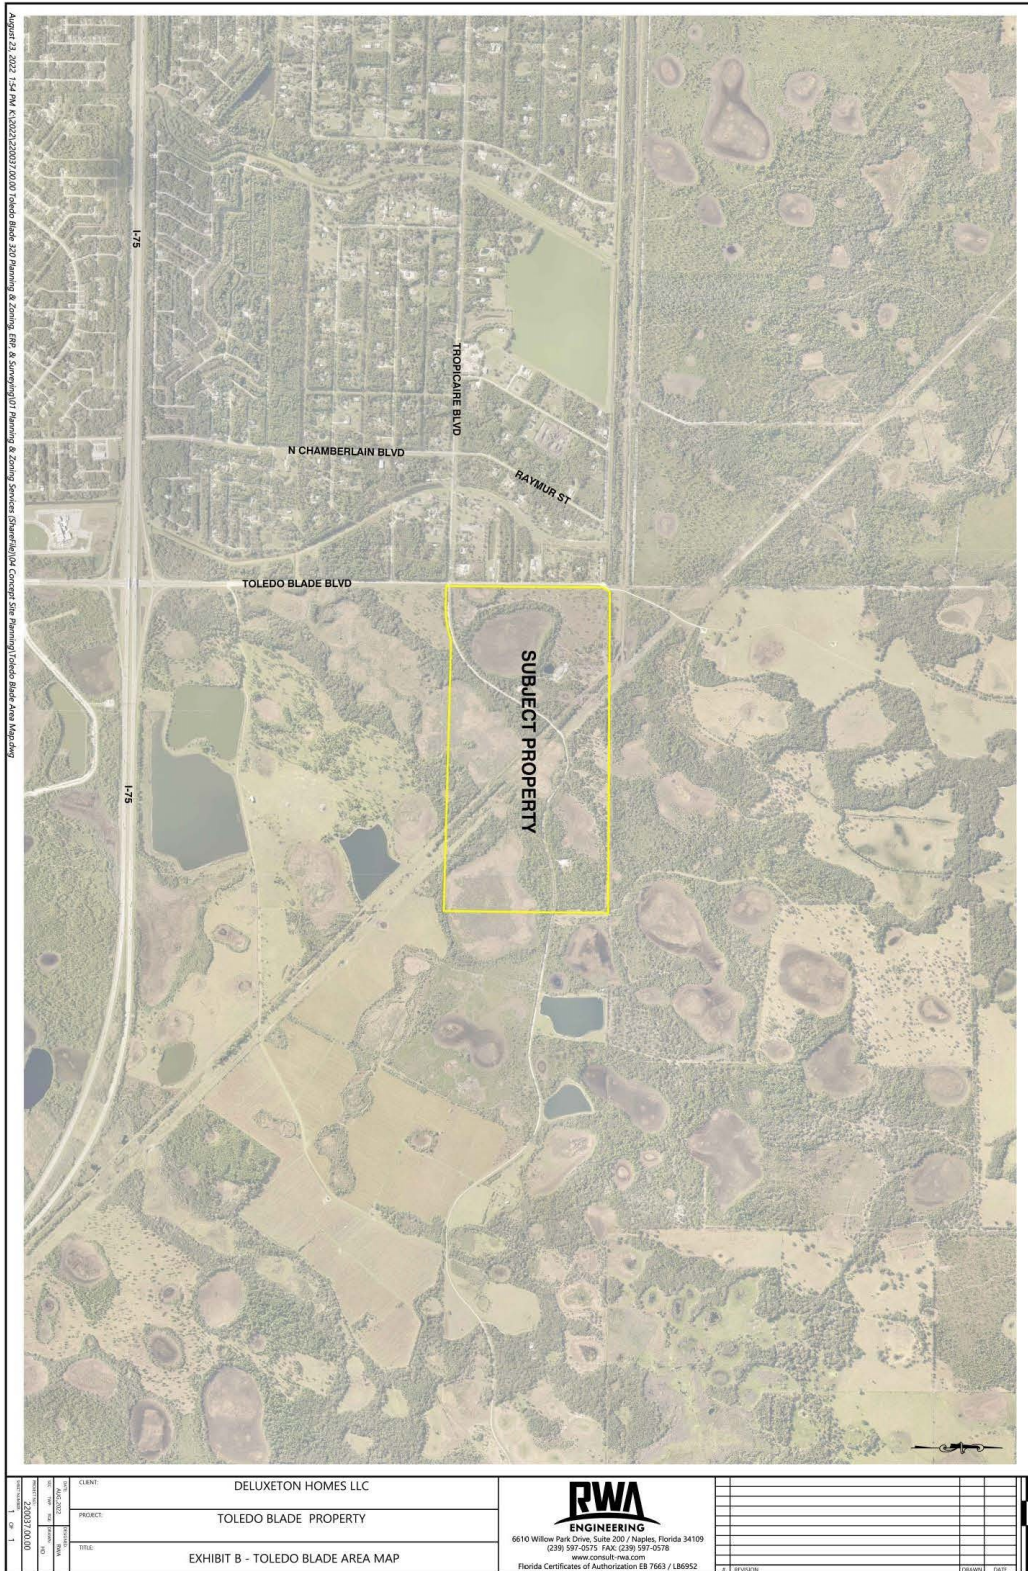 August 23, 2022 1:54 PM K:\2022\220037.00.00 Toledo Blade 320 Planning & Zoning, ERP, & Surveying\01 Planning & Zoning Services (ShareFile)\04 Concept Site Planning\Toledo Blade Area Map.dwg
I-75
TROPICAIRE BLVD
N CHAMBERLAIN BLVD
RAYMUR ST
TOLEDO BLADE BLVD
SUBJECT PROPERTY
I-75
CLIENT:
DELUXETON HOMES LLC
PROJECT:
TOLEDO BLADE PROPERTY
TITLE:
EXHIBIT B - TOLEDO BLADE AREA MAP
DATE:
AUG, 2022
PROJECT NO.:
220037.00.00
SHEET NUMBER:
1 OF 1
RWA
ENGINEERING
6610 Willow Park Drive, Suite 200 / Naples, Florida 34109
(239) 597-0575 FAX: (239) 597-0578
www.consult-rwa.com
Florida Certificates of Authorization EB 7663 / LB6952
# REVISION DRAWN DATE